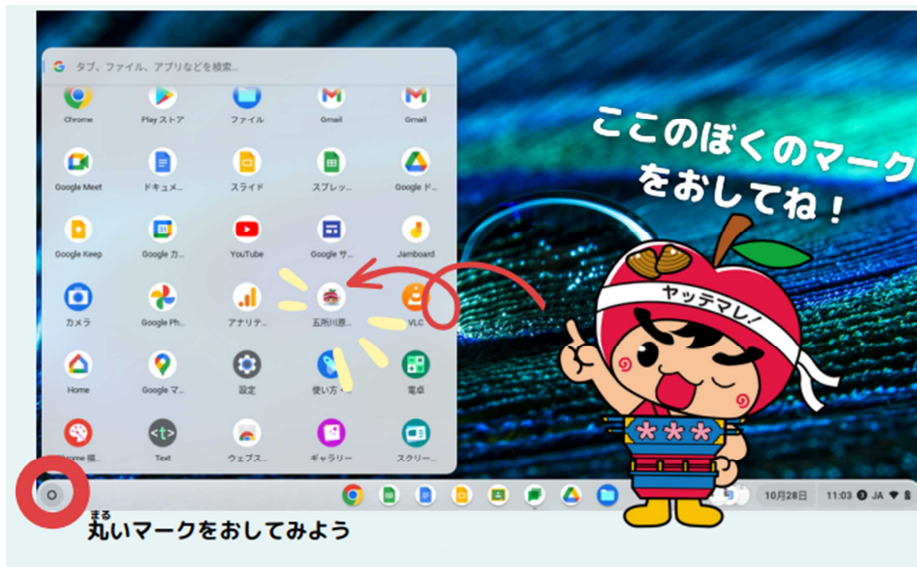 タブ、ファイル、アプリなどを検索...
Chrome
Play ストア
ファイル
Gmail
Gmail
Google Meet
ドキュメ...
スライド
スプレッ...
Google ド...
Google Keep
Google カ...
YouTube
Google サ...
Jamboard
カメラ
Google Ph...
アナリテ...
五所川原...
VLC
Home
Google マ...
設定
使い方・...
電卓
Text
ウェブス...
ギャラリー
スクリー...
ここのぼくのマーク
をおしてね！
ヤッテマレ!
10月28日
11:03
JA
まる
丸いマークをおしてみよう